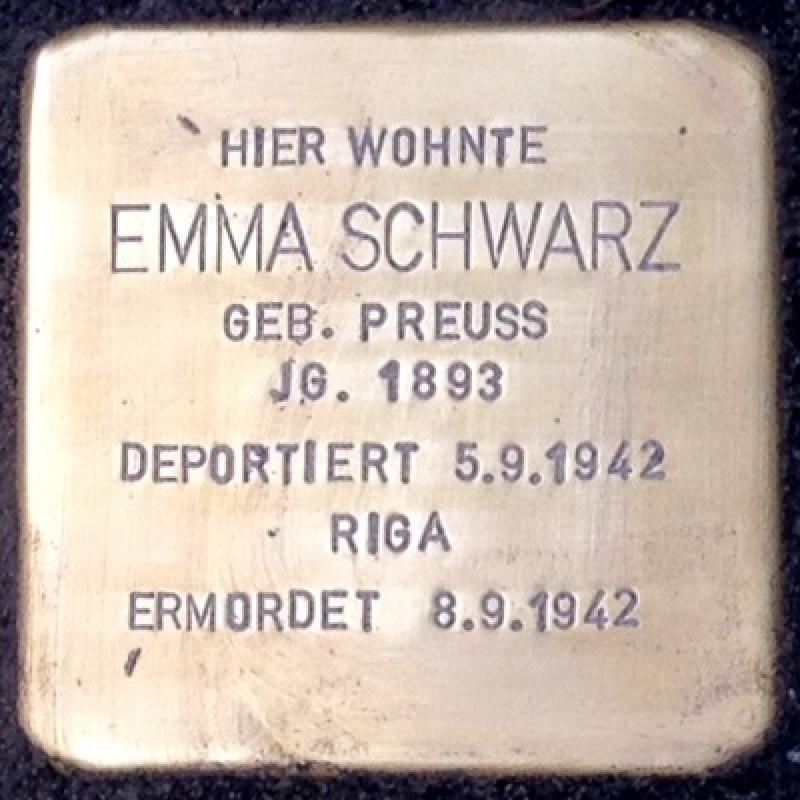 HIER WOHNTE
EMMA SCHWARZ
GEB. PREUSS
JG. 1893
DEPORTIERT 5.9.1942
RIGA
ERMORDET 8.9.1942